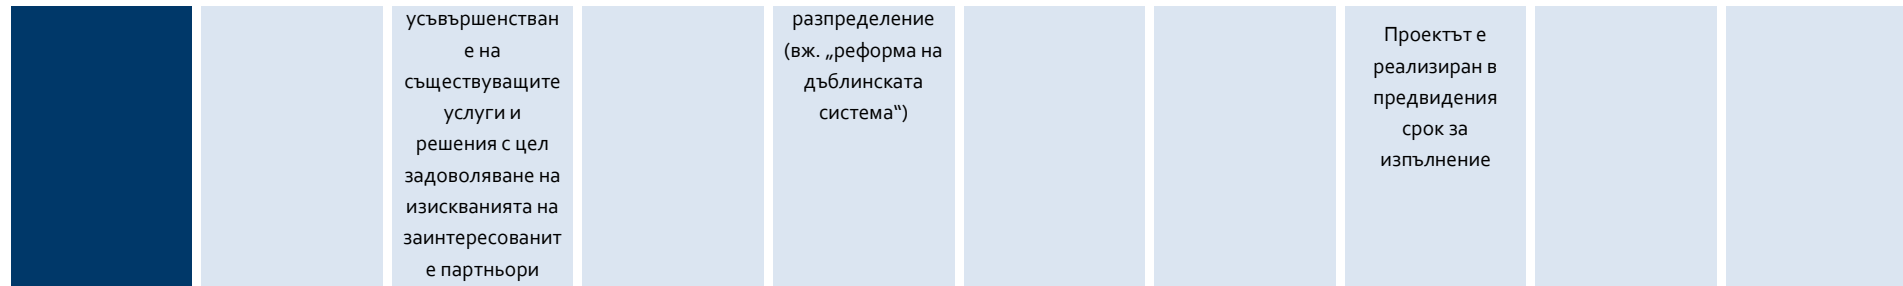 усъвършенстван
е на
съществуващите
услуги и
решения с цел
задоволяване на
изискванията на
заинтересованит
е партньори
разпределение
(вж. „реформа на
дъблинската
система“)
Проектът е
реализиран в
предвидения
срок за
изпълнение